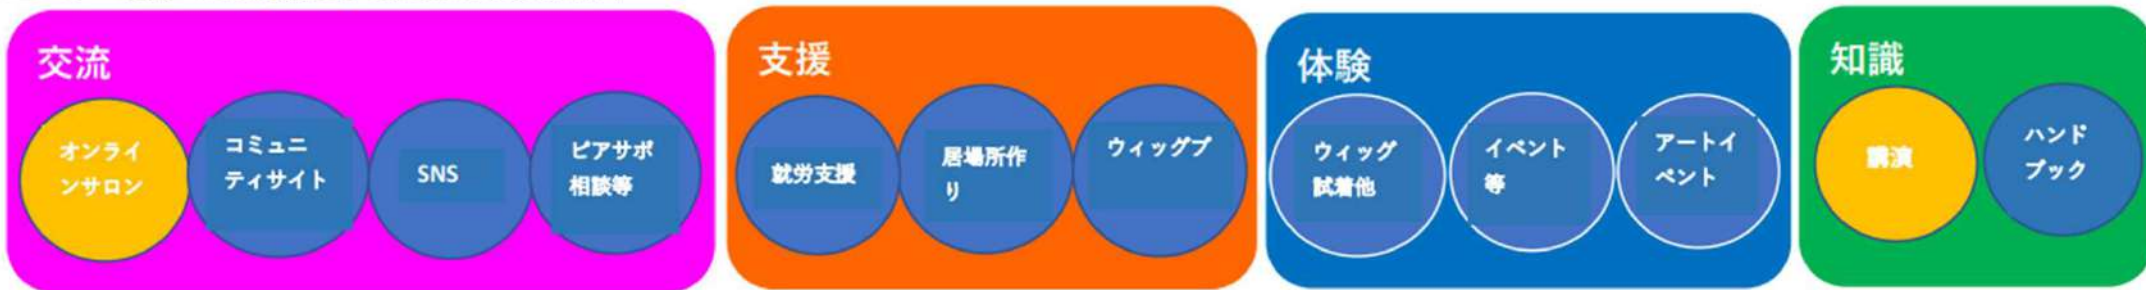 交流
オンライ
ンサロン
コミュニ
ティサイト
SNS
ピアサポ
相談等
支援
就労支援
居場所作
り
ウィッグプ
体験
ウィッグ
試着他
イベント
等
アートイ
ベント
知識
講演
ハンド
ブック